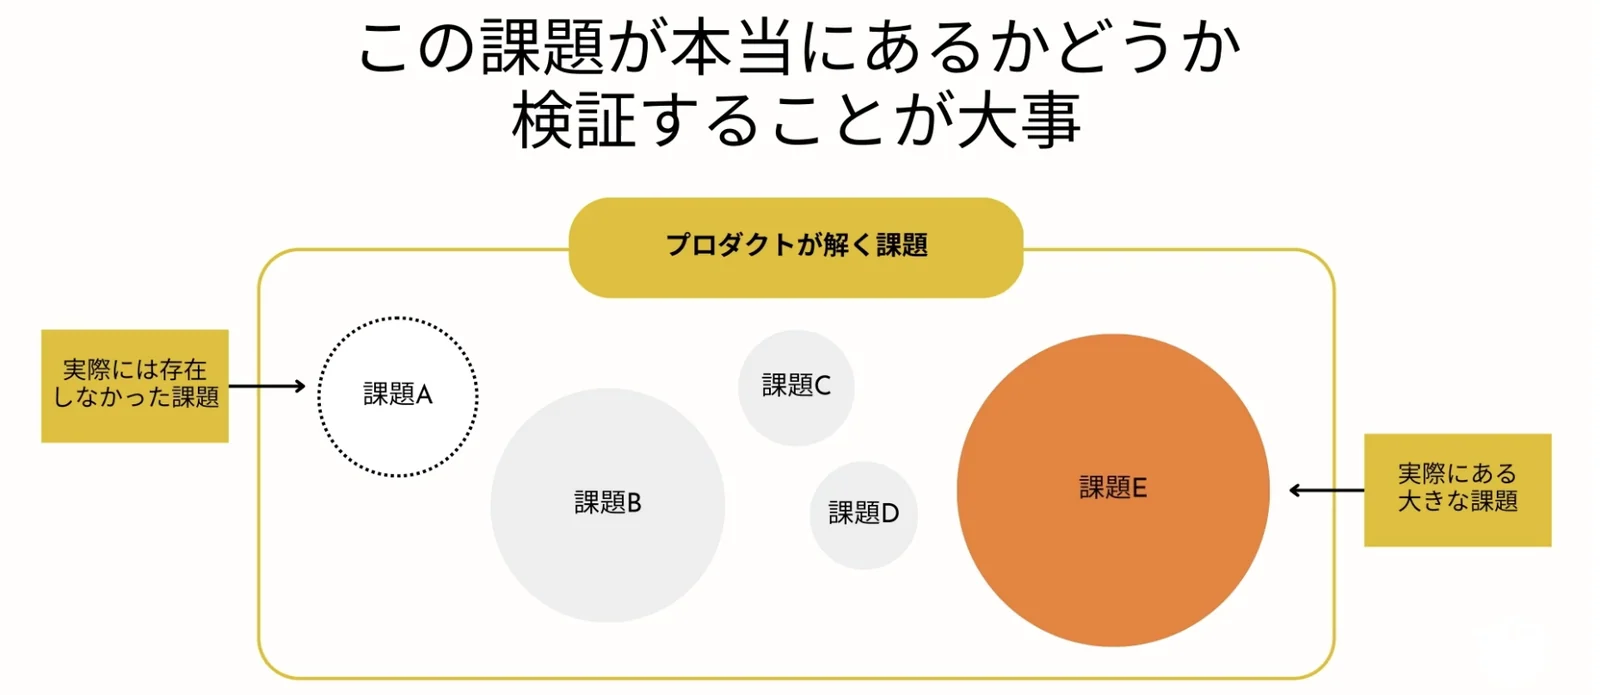 この課題が本当にあるかどうか
検証することが大事
プロダクトが解く課題
実際には存在
しなかった課題
課題A
課題B
課題C
課題D
課題E
実際にある
大きな課題